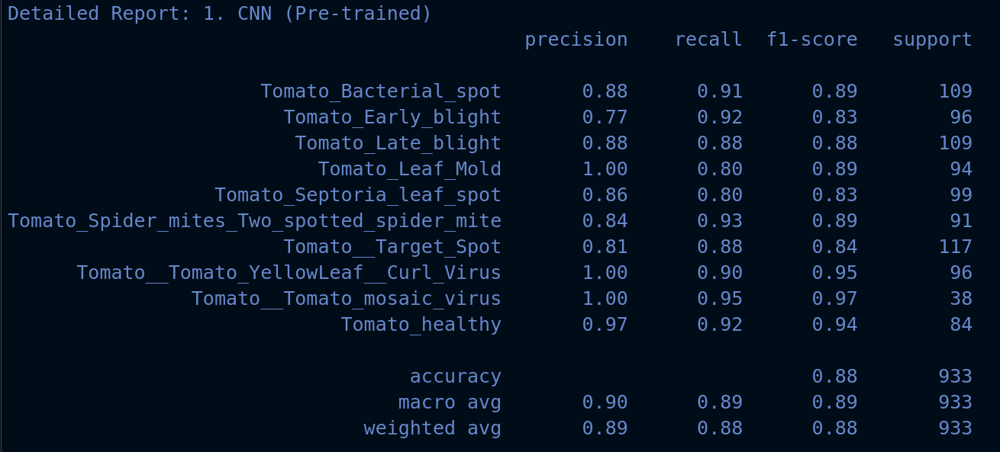 Detailed Report: 1. CNN (Pre-trained)
precision recall f1-score support
Tomato_Bacterial_spot 0.88 0.91 0.89 109
Tomato_Early_blight 0.77 0.92 0.83 96
Tomato_Late_blight 0.88 0.88 0.88 109
Tomato_Leaf_Mold 1.00 0.80 0.89 94
Tomato_Septoria_leaf_spot 0.86 0.80 0.83 99
Tomato_Spider_mites_Two_spotted_spider_mite 0.84 0.93 0.89 91
Tomato__Target_Spot 0.81 0.88 0.84 117
Tomato__Tomato_YellowLeaf__Curl_Virus 1.00 0.90 0.95 96
Tomato__Tomato_mosaic_virus 1.00 0.95 0.97 38
Tomato_healthy 0.97 0.92 0.94 84
accuracy 0.88 933
macro avg 0.90 0.89 0.89 933
weighted avg 0.89 0.88 0.88 933